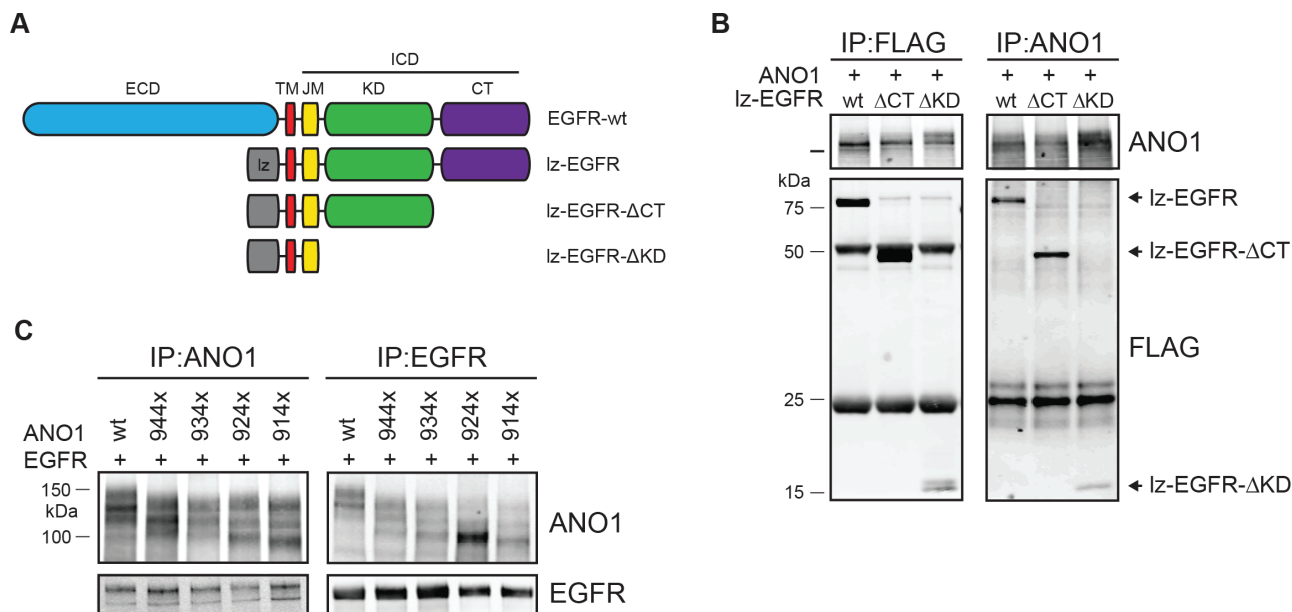 A
ICD
ECD
TM JM
KD
CT
EGFR-wt
lz
lz-EGFR
lz-EGFR-ΔCT
lz-EGFR-ΔKD
B
IP:FLAG
IP:ANO1
ANO1 + + + + + +
lz-EGFR wt ΔCT ΔKD wt ΔCT ΔKD
ANO1
kDa
75
lz-EGFR
50
lz-EGFR-ΔCT
FLAG
25
15
lz-EGFR-ΔKD
C
IP:ANO1
IP:EGFR
ANO1 wt 944x 934x 924x 914x wt 944x 934x 924x 914x
EGFR + + + + + + + + + +
150
kDa
100
ANO1
EGFR